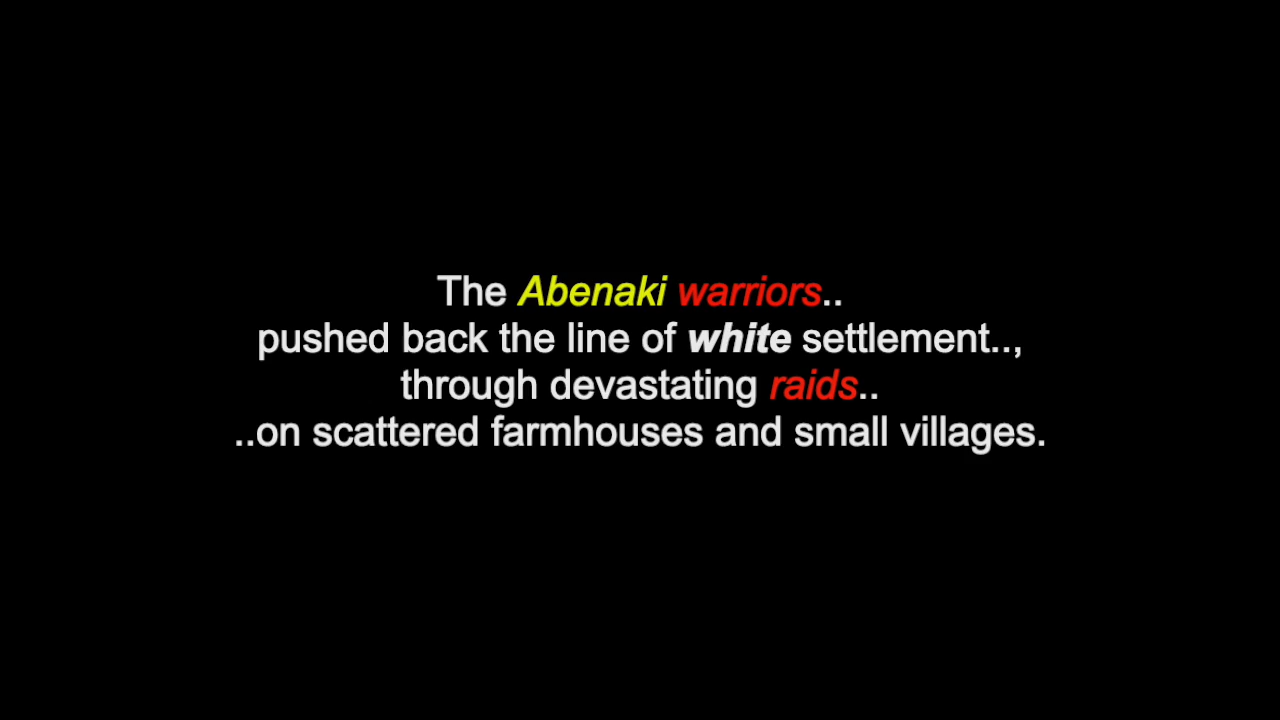 The Abenaki warriors..
pushed back the line of white settlement..,
through devastating raids..
..on scattered farmhouses and small villages.